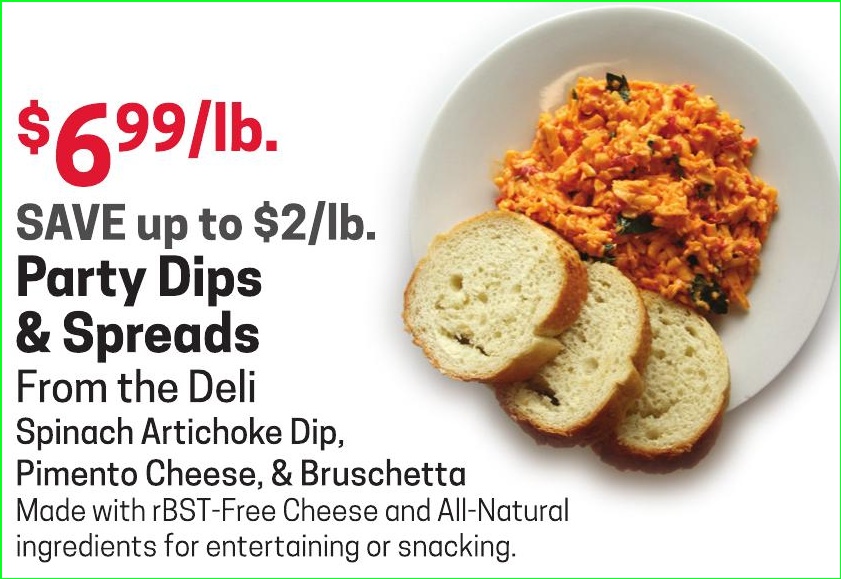 $6.99/lb.
SAVE up to $2/lb.
Party Dips
& Spreads
From the Deli
Spinach Artichoke Dip,
Pimento Cheese, & Bruschetta
Made with rBST-Free Cheese and All-Natural
ingredients for entertaining or snacking.